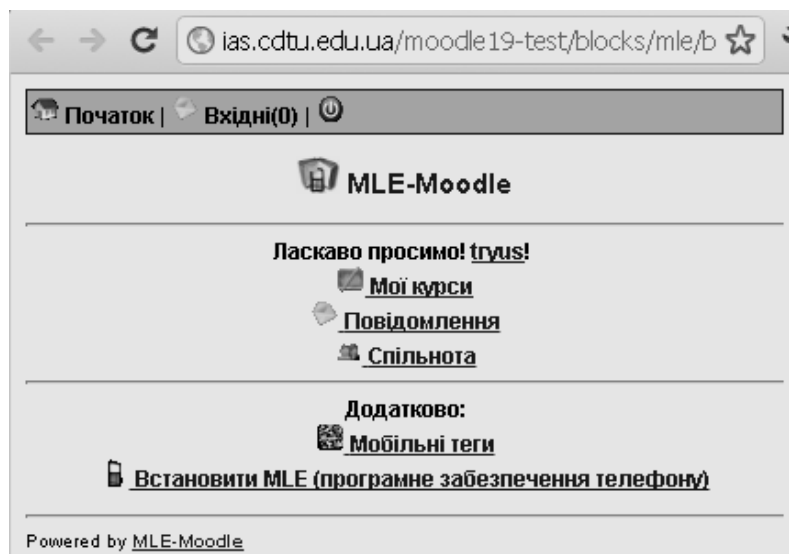 ias.cdtu.edu.ua/moodle19-test/blocks/mle/b
Початок | Вхідні(0) |
MLE-Moodle
Ласкаво просимо! tryus!
Мої курси
Повідомлення
Спільнота
Додатково:
Мобільні теги
Встановити MLE (програмне забезпечення телефону)
Powered by MLE-Moodle